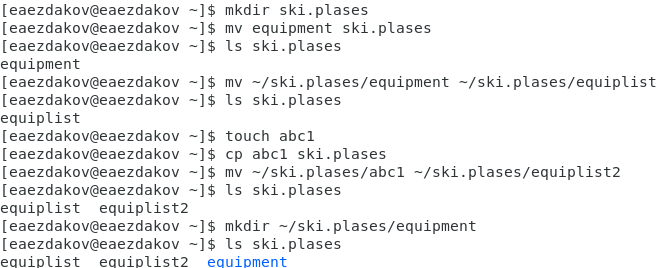 [eaezdakov@eaezdakov ~]$ mkdir ski.plases
[eaezdakov@eaezdakov ~]$ mv equipment ski.plases
[eaezdakov@eaezdakov ~]$ ls ski.plases
equipment
[eaezdakov@eaezdakov ~]$ mv ~/ski.plases/equipment ~/ski.plases/equiplist
[eaezdakov@eaezdakov ~]$ ls ski.plases
equiplist
[eaezdakov@eaezdakov ~]$ touch abc1
[eaezdakov@eaezdakov ~]$ cp abc1 ski.plases
[eaezdakov@eaezdakov ~]$ mv ~/ski.plases/abc1 ~/ski.plases/equiplist2
[eaezdakov@eaezdakov ~]$ ls ski.plases
equiplist  equiplist2
[eaezdakov@eaezdakov ~]$ mkdir ~/ski.plases/equipment
[eaezdakov@eaezdakov ~]$ ls ski.plases
equiplist  equiplist2  equipment